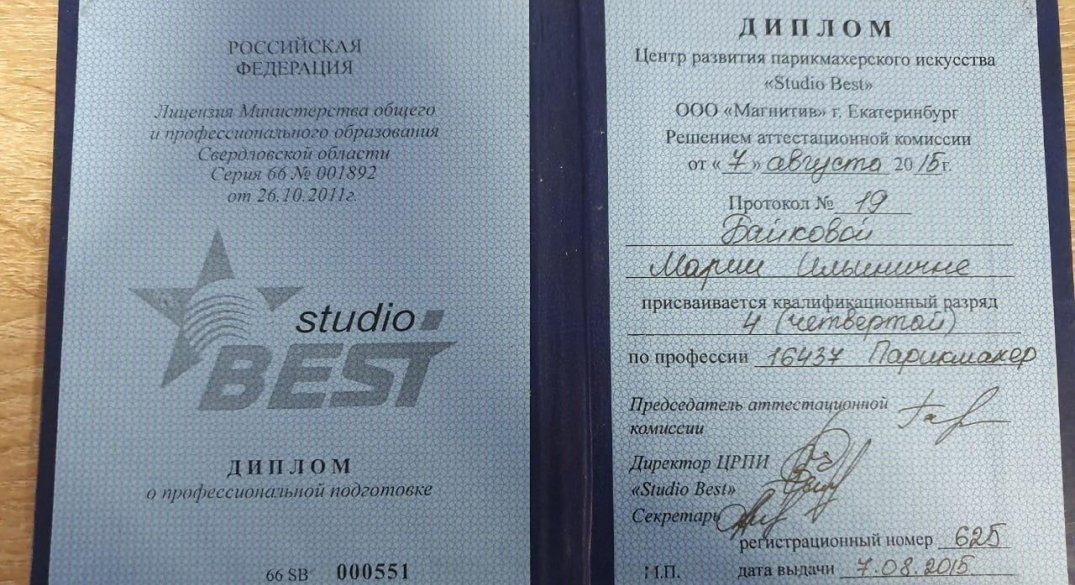 РОССИЙСКАЯ
ФЕДЕРАЦИЯ
Лицензия Министерства общего
и профессионального образования
Свердловской области
Серия 66 № 001892
от 26.10.2011г.
studio
BEST
ДИПЛОМ
о профессиональной подготовке
66 SB 000551
ДИПЛОМ
Центр развития парикмахерского искусства
«Studio Best»
ООО «Магнитив» г. Екатеринбург
Решением аттестационной комиссии
от « 7 » августа 2015г.
Протокол № 19
Байковой
Марии Ильиничне
присваивается квалификационный разряд
4 (четвертой)
по профессии 16437 Парикмахер
Председатель аттестационной
комиссии
Директор ЦРПИ
«Studio Best»
Секретарь
регистрационный номер 625
М.П. дата выдачи 7.08.2015